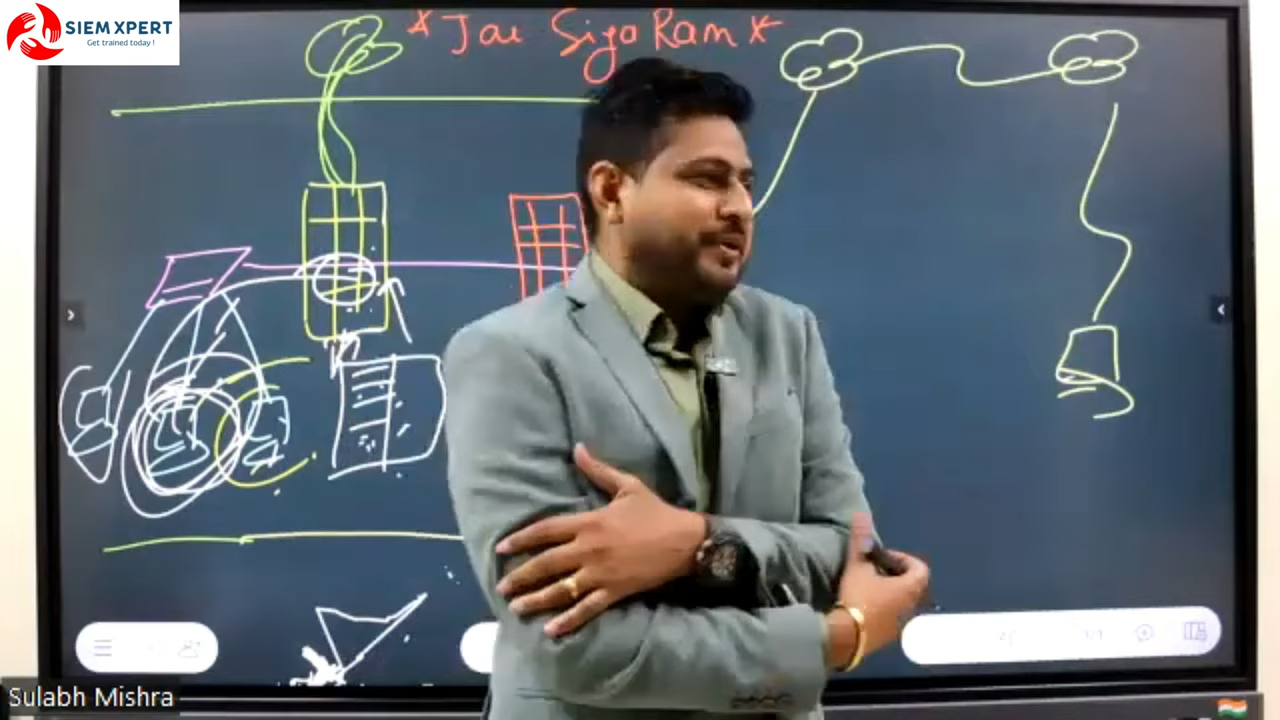 SIEM XPERT
Get trained today !
* Jai Siya Ram *
Sulabh Mishra